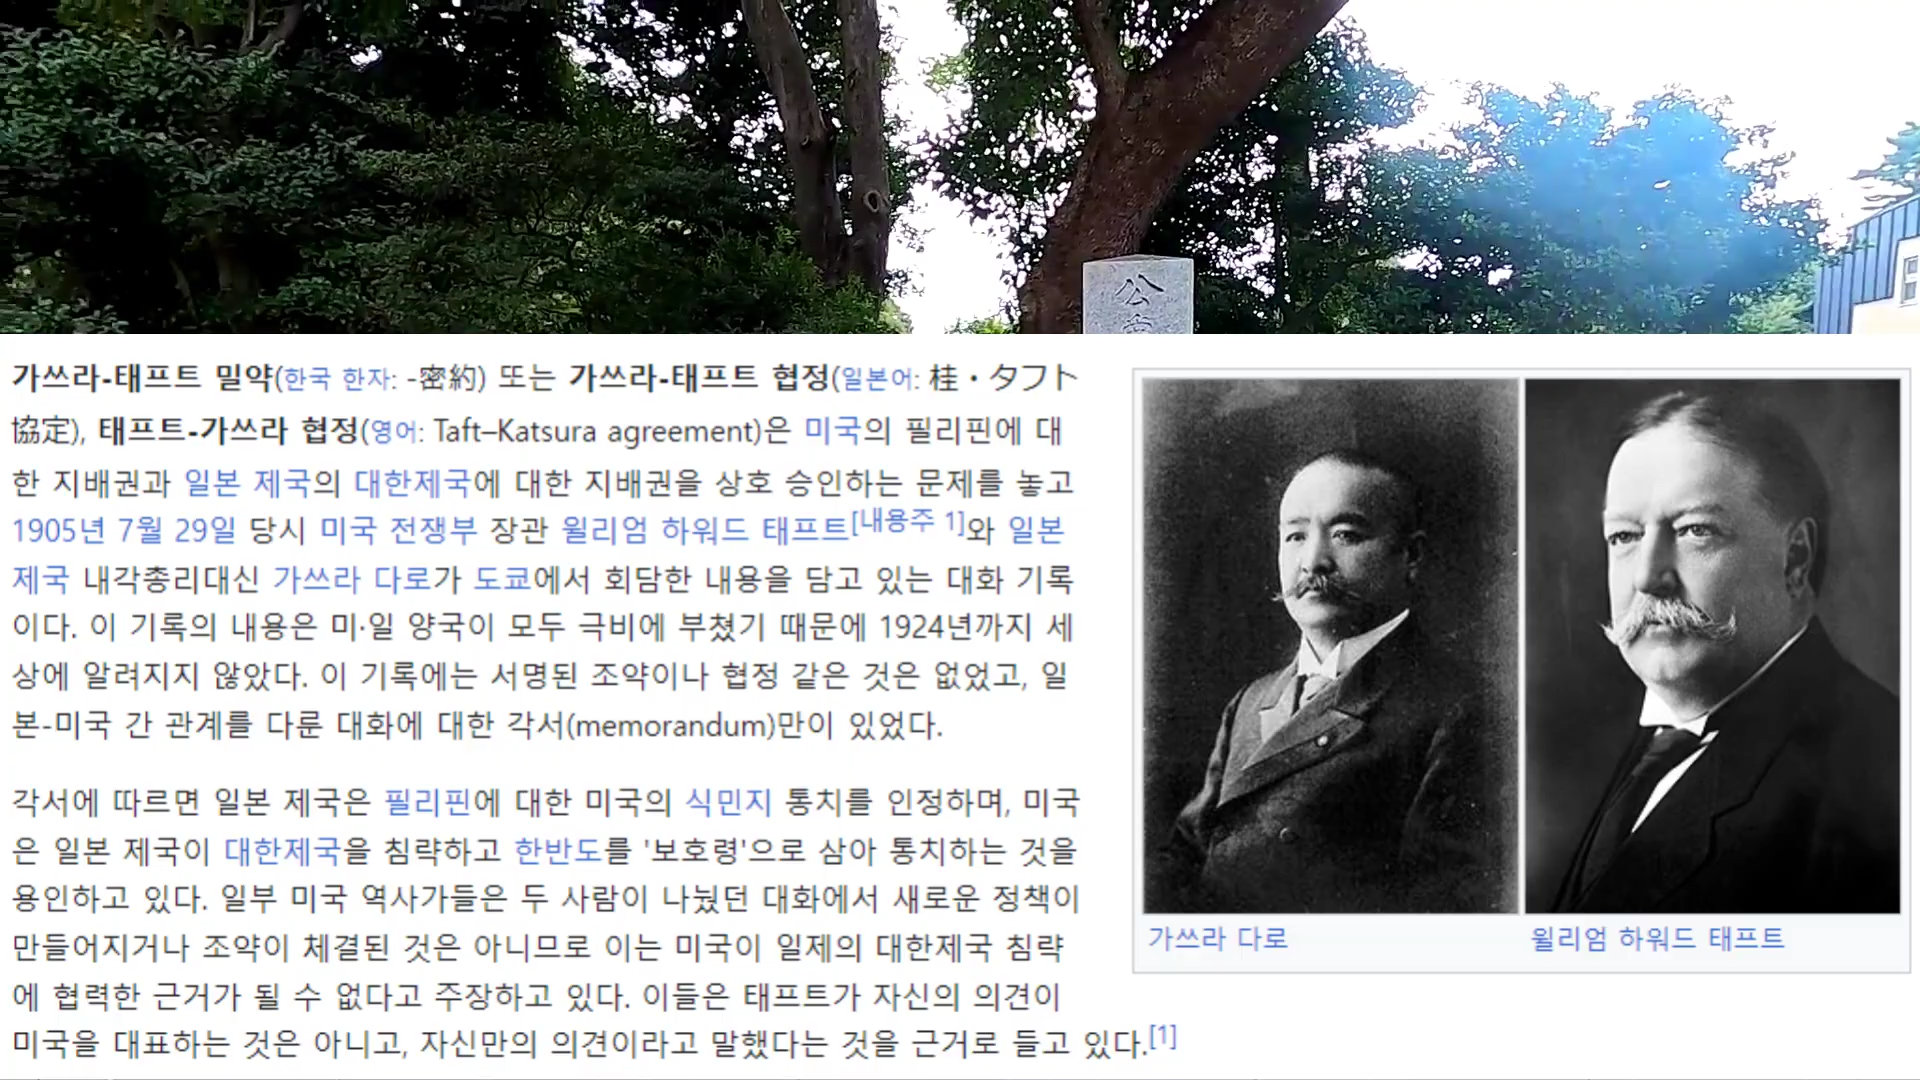 公
가쓰라-태프트 밀약(한국 한자: -密約) 또는 가쓰라-태프트 협정(일본어: 桂・タフト
協定), 태프트-가쓰라 협정(영어: Taft–Katsura agreement)은 미국의 필리핀에 대
한 지배권과 일본 제국의 대한제국에 대한 지배권을 상호 승인하는 문제를 놓고
1905년 7월 29일 당시 미국 전쟁부 장관 윌리엄 하워드 태프트[내용주 1]와 일본
제국 내각총리대신 가쓰라 다로가 도쿄에서 회담한 내용을 담고 있는 대화 기록
이다. 이 기록의 내용은 미·일 양국이 모두 극비에 부쳤기 때문에 1924년까지 세
상에 알려지지 않았다. 이 기록에는 서명된 조약이나 협정 같은 것은 없었고, 일
본-미국 간 관계를 다룬 대화에 대한 각서(memorandum)만이 있었다.
각서에 따르면 일본 제국은 필리핀에 대한 미국의 식민지 통치를 인정하며, 미국
은 일본 제국이 대한제국을 침략하고 한반도를 '보호령'으로 삼아 통치하는 것을
용인하고 있다. 일부 미국 역사가들은 두 사람이 나눴던 대화에서 새로운 정책이
만들어지거나 조약이 체결된 것은 아니므로 이는 미국이 일제의 대한제국 침략
에 협력한 근거가 될 수 없다고 주장하고 있다. 이들은 태프트가 자신의 의견이
미국을 대표하는 것은 아니고, 자신만의 의견이라고 말했다는 것을 근거로 들고 있다.[1]
가쓰라 다로
윌리엄 하워드 태프트